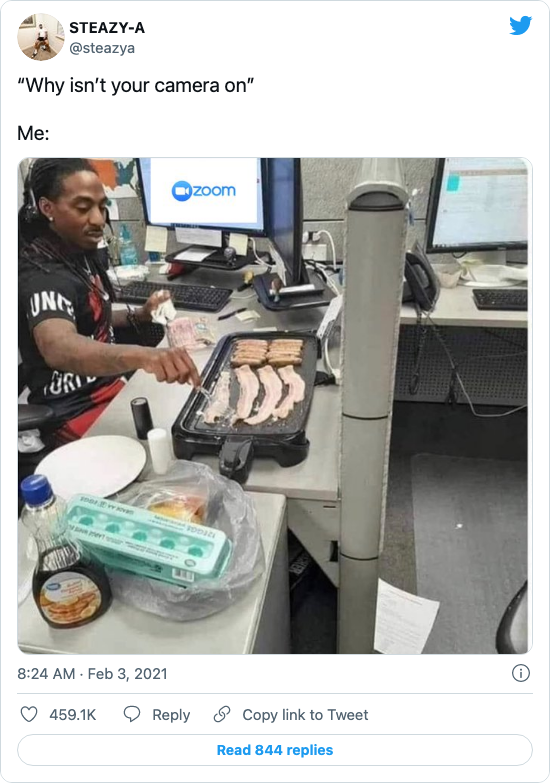 STEAZY-A
@steazya
“Why isn’t your camera on”
Me:
zoom
8:24 AM · Feb 3, 2021
459.1K
Reply
Copy link to Tweet
Read 844 replies